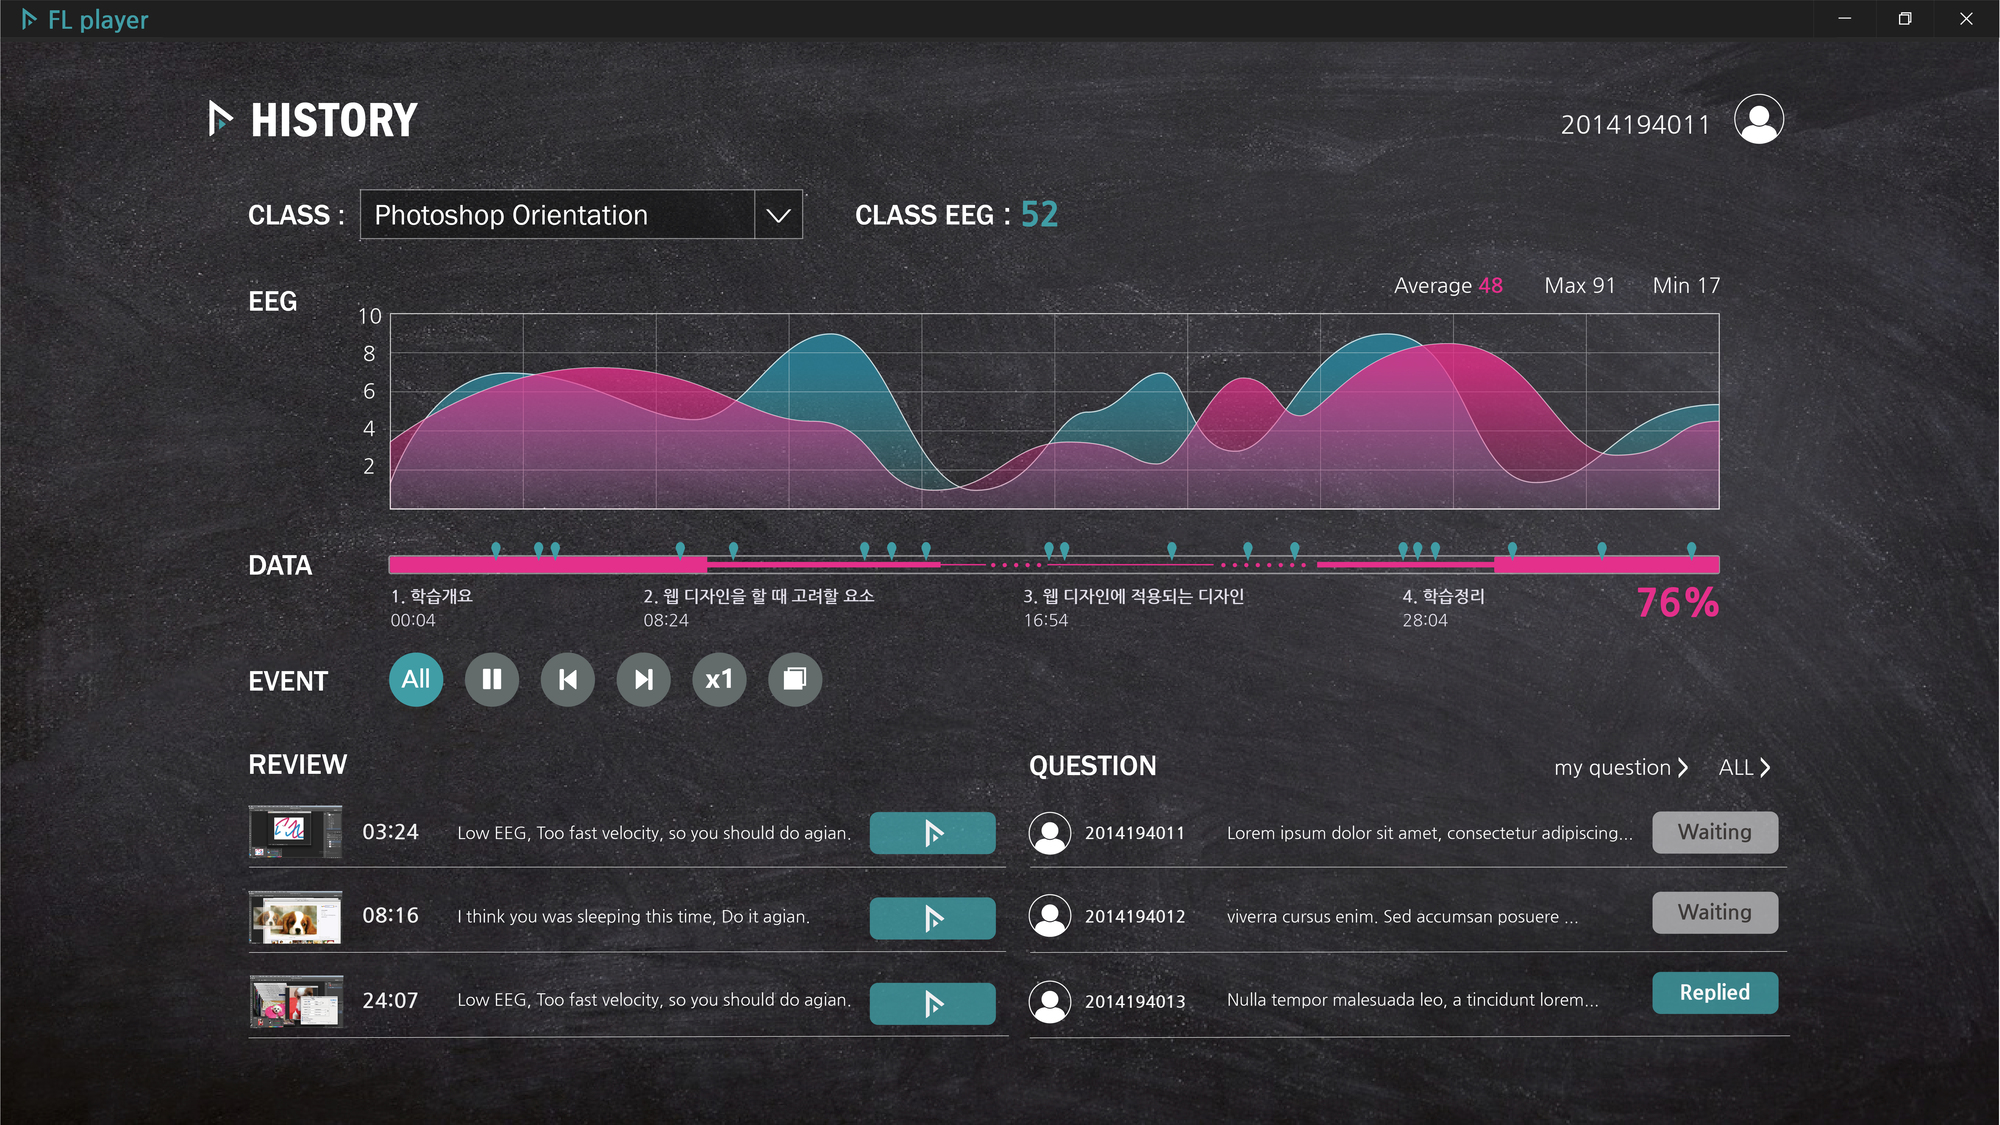 FL player
HISTORY
2014194011
CLASS :
Photoshop Orientation
CLASS EEG : 52
Average 48
Max 91
Min 17
EEG
10
8
6
4
2
DATA
1. 학습개요
00:04
2. 웹 디자인을 할 때 고려할 요소
08:24
3. 웹 디자인에 적용되는 디자인
16:54
4. 학습정리
28:04
76%
EVENT
All
x1
REVIEW
03:24
Low EEG, Too fast velocity, so you should do agian.
08:16
I think you was sleeping this time, Do it agian.
24:07
Low EEG, Too fast velocity, so you should do agian.
QUESTION
my question
ALL
2014194011
Lorem ipsum dolor sit amet, consectetur adipiscing...
Waiting
2014194012
viverra cursus enim. Sed accumsan posuere ...
Waiting
2014194013
Nulla tempor malesuada leo, a tincidunt lorem...
Replied